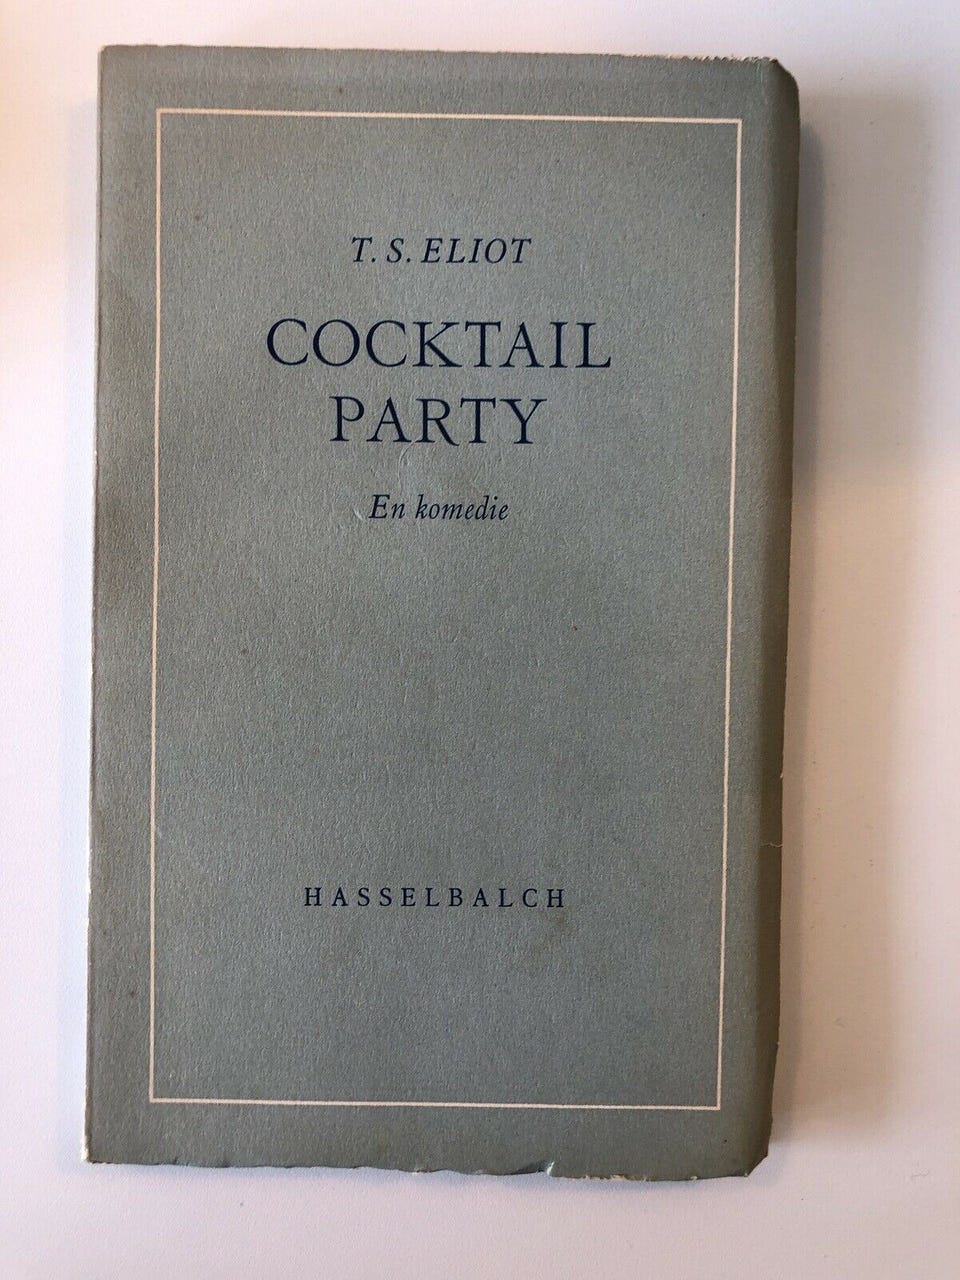 T. S. ELIOT
COCKTAIL
PARTY
En komedie
HASSELBALCH